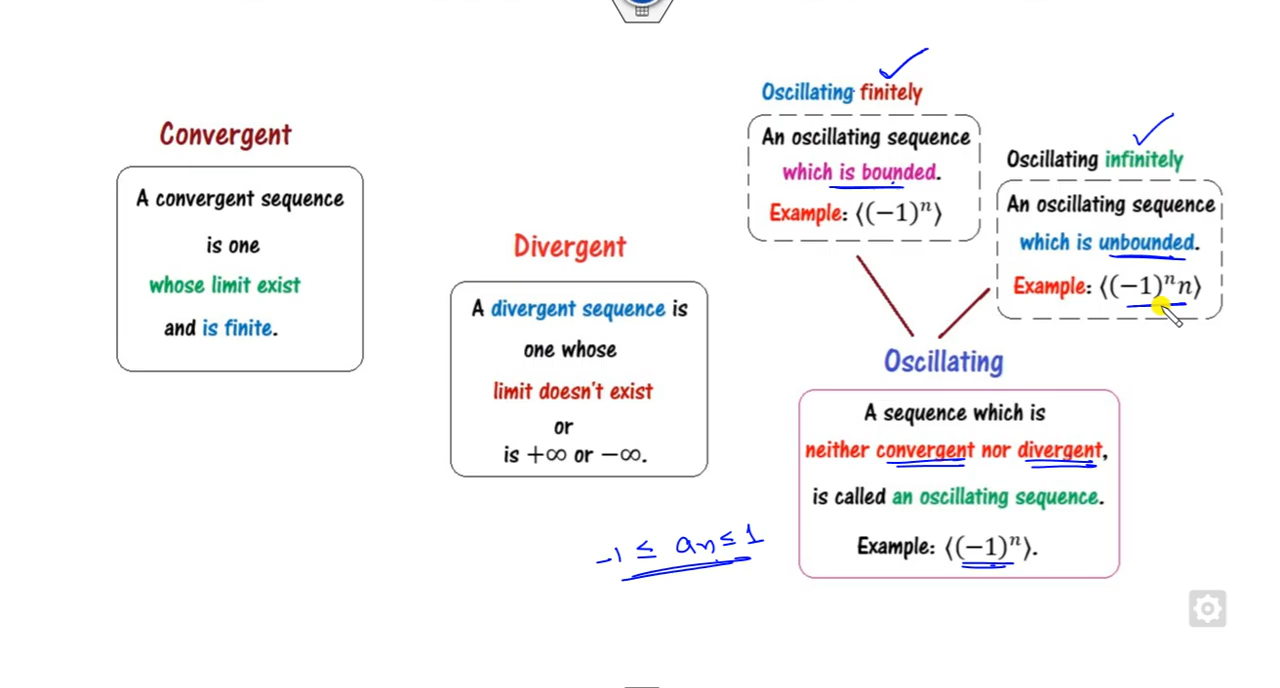 Convergent
A convergent sequence
is one
whose limit exist
and is finite.
Divergent
A divergent sequence is
one whose
limit doesn't exist
or
is +∞ or −∞.
Oscillating finitely
An oscillating sequence
which is bounded.
Example: ⟨(−1)ⁿ⟩
Oscillating infinitely
An oscillating sequence
which is unbounded.
Example: ⟨(−1)ⁿn⟩
Oscillating
A sequence which is
neither convergent nor divergent,
is called an oscillating sequence.
Example: ⟨(−1)ⁿ⟩.
-1 ≤ an ≤ 1